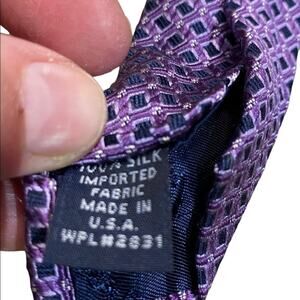 100% SILK
IMPORTED
FABRIC
MADE IN
U.S.A.
WPL#2831